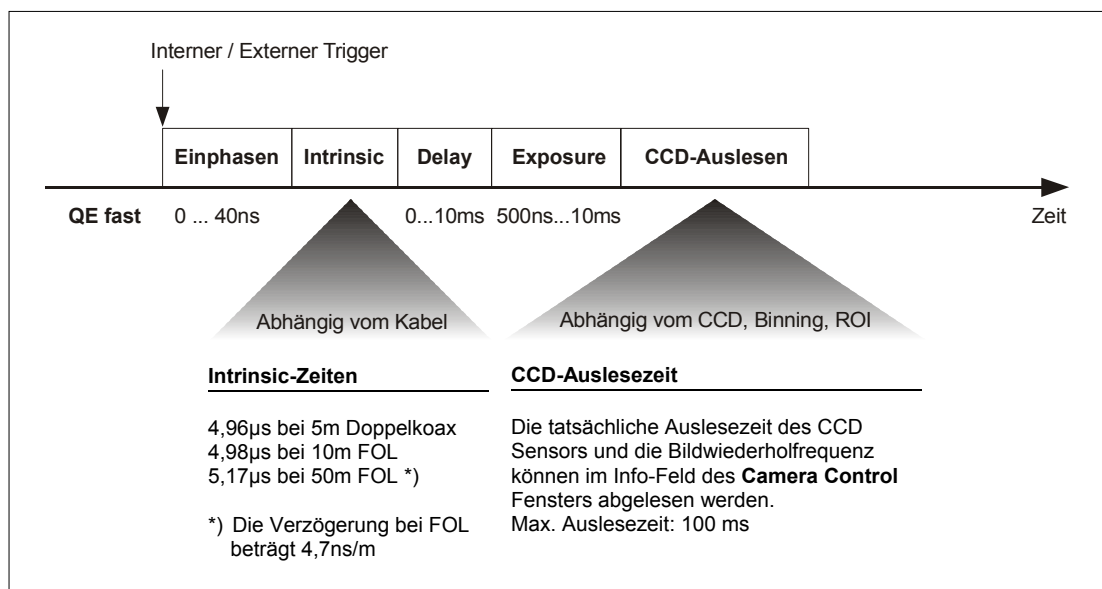 Interner / Externer Trigger
Einphasen Intrinsic Delay Exposure CCD-Auslesen
QE fast 0 ... 40ns 0...10ms 500ns...10ms Zeit
Abhängig vom Kabel
Abhängig vom CCD, Binning, ROI
Intrinsic-Zeiten
4,96µs bei 5m Doppelkoax
4,98µs bei 10m FOL
5,17µs bei 50m FOL *)
*) Die Verzögerung bei FOL
beträgt 4,7ns/m
CCD-Auslesezeit
Die tatsächliche Auslesezeit des CCD
Sensors und die Bildwiederholfrequenz
können im Info-Feld des Camera Control
Fensters abgelesen werden.
Max. Auslesezeit: 100 ms